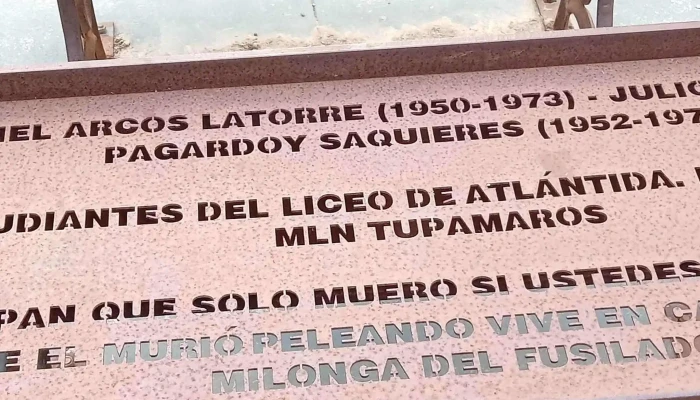 ARCOS LATORRE (1950-1973) - JULIO
PAGARDOY SAQUIERES (1952-197
UDIANTES DEL LICEO DE ATLÁNTIDA.
MLN TUPAMAROS
PAN QUE SOLO MUERO SI USTEDES
E EL MURIÓ PELEANDO VIVE EN CA
MILONGA DEL FUSILADO